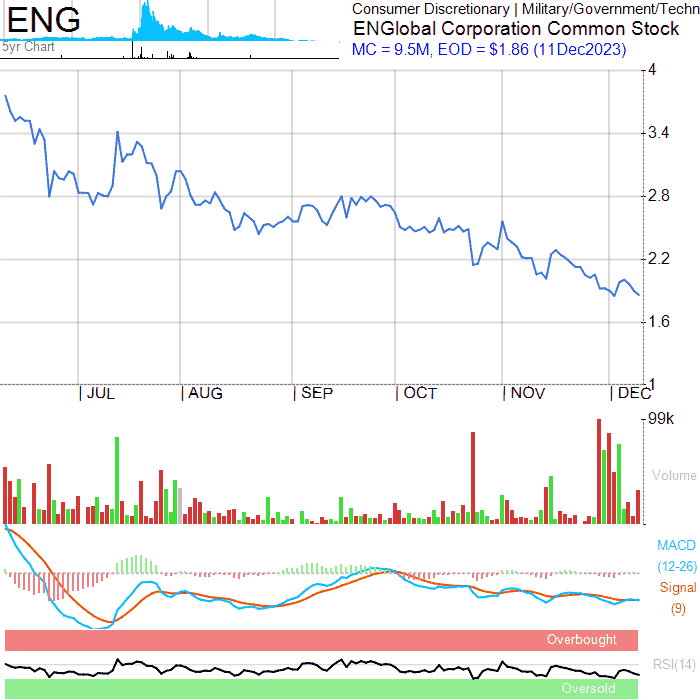 ENG
5yr Chart
Consumer Discretionary | Military/Government/Techn
ENGlobal Corporation Common Stock
MC = 9.5M, EOD = $1.86 (11Dec2023)
4
3.4
2.8
2.2
1.6
1
JUL
AUG
SEP
OCT
NOV
DEC
99k
Volume
MACD
(12-26)
Signal
(9)
Overbought
RSI(14)
Oversold